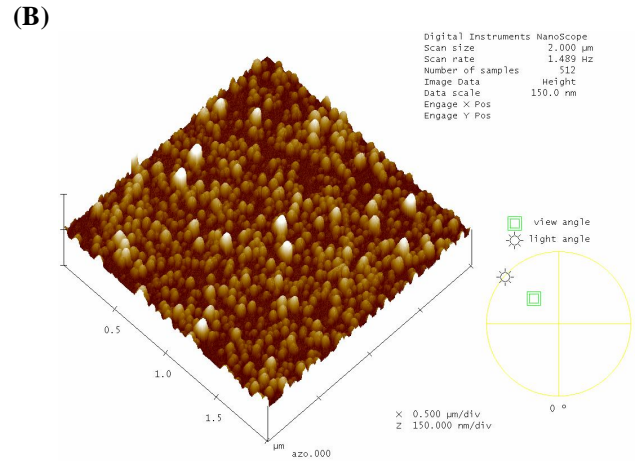 (B)
Digital Instruments NanoScope
Scan size 2.000 µm
Scan rate 1.489 Hz
Number of samples 512
Image Data Height
Data scale 150.0 nm
Engage X Pos
Engage Y Pos
view angle
light angle
0.5
1.0
1.5
µm
X 0.500 µm/div
Z 150.000 nm/div
0 °
azo.000